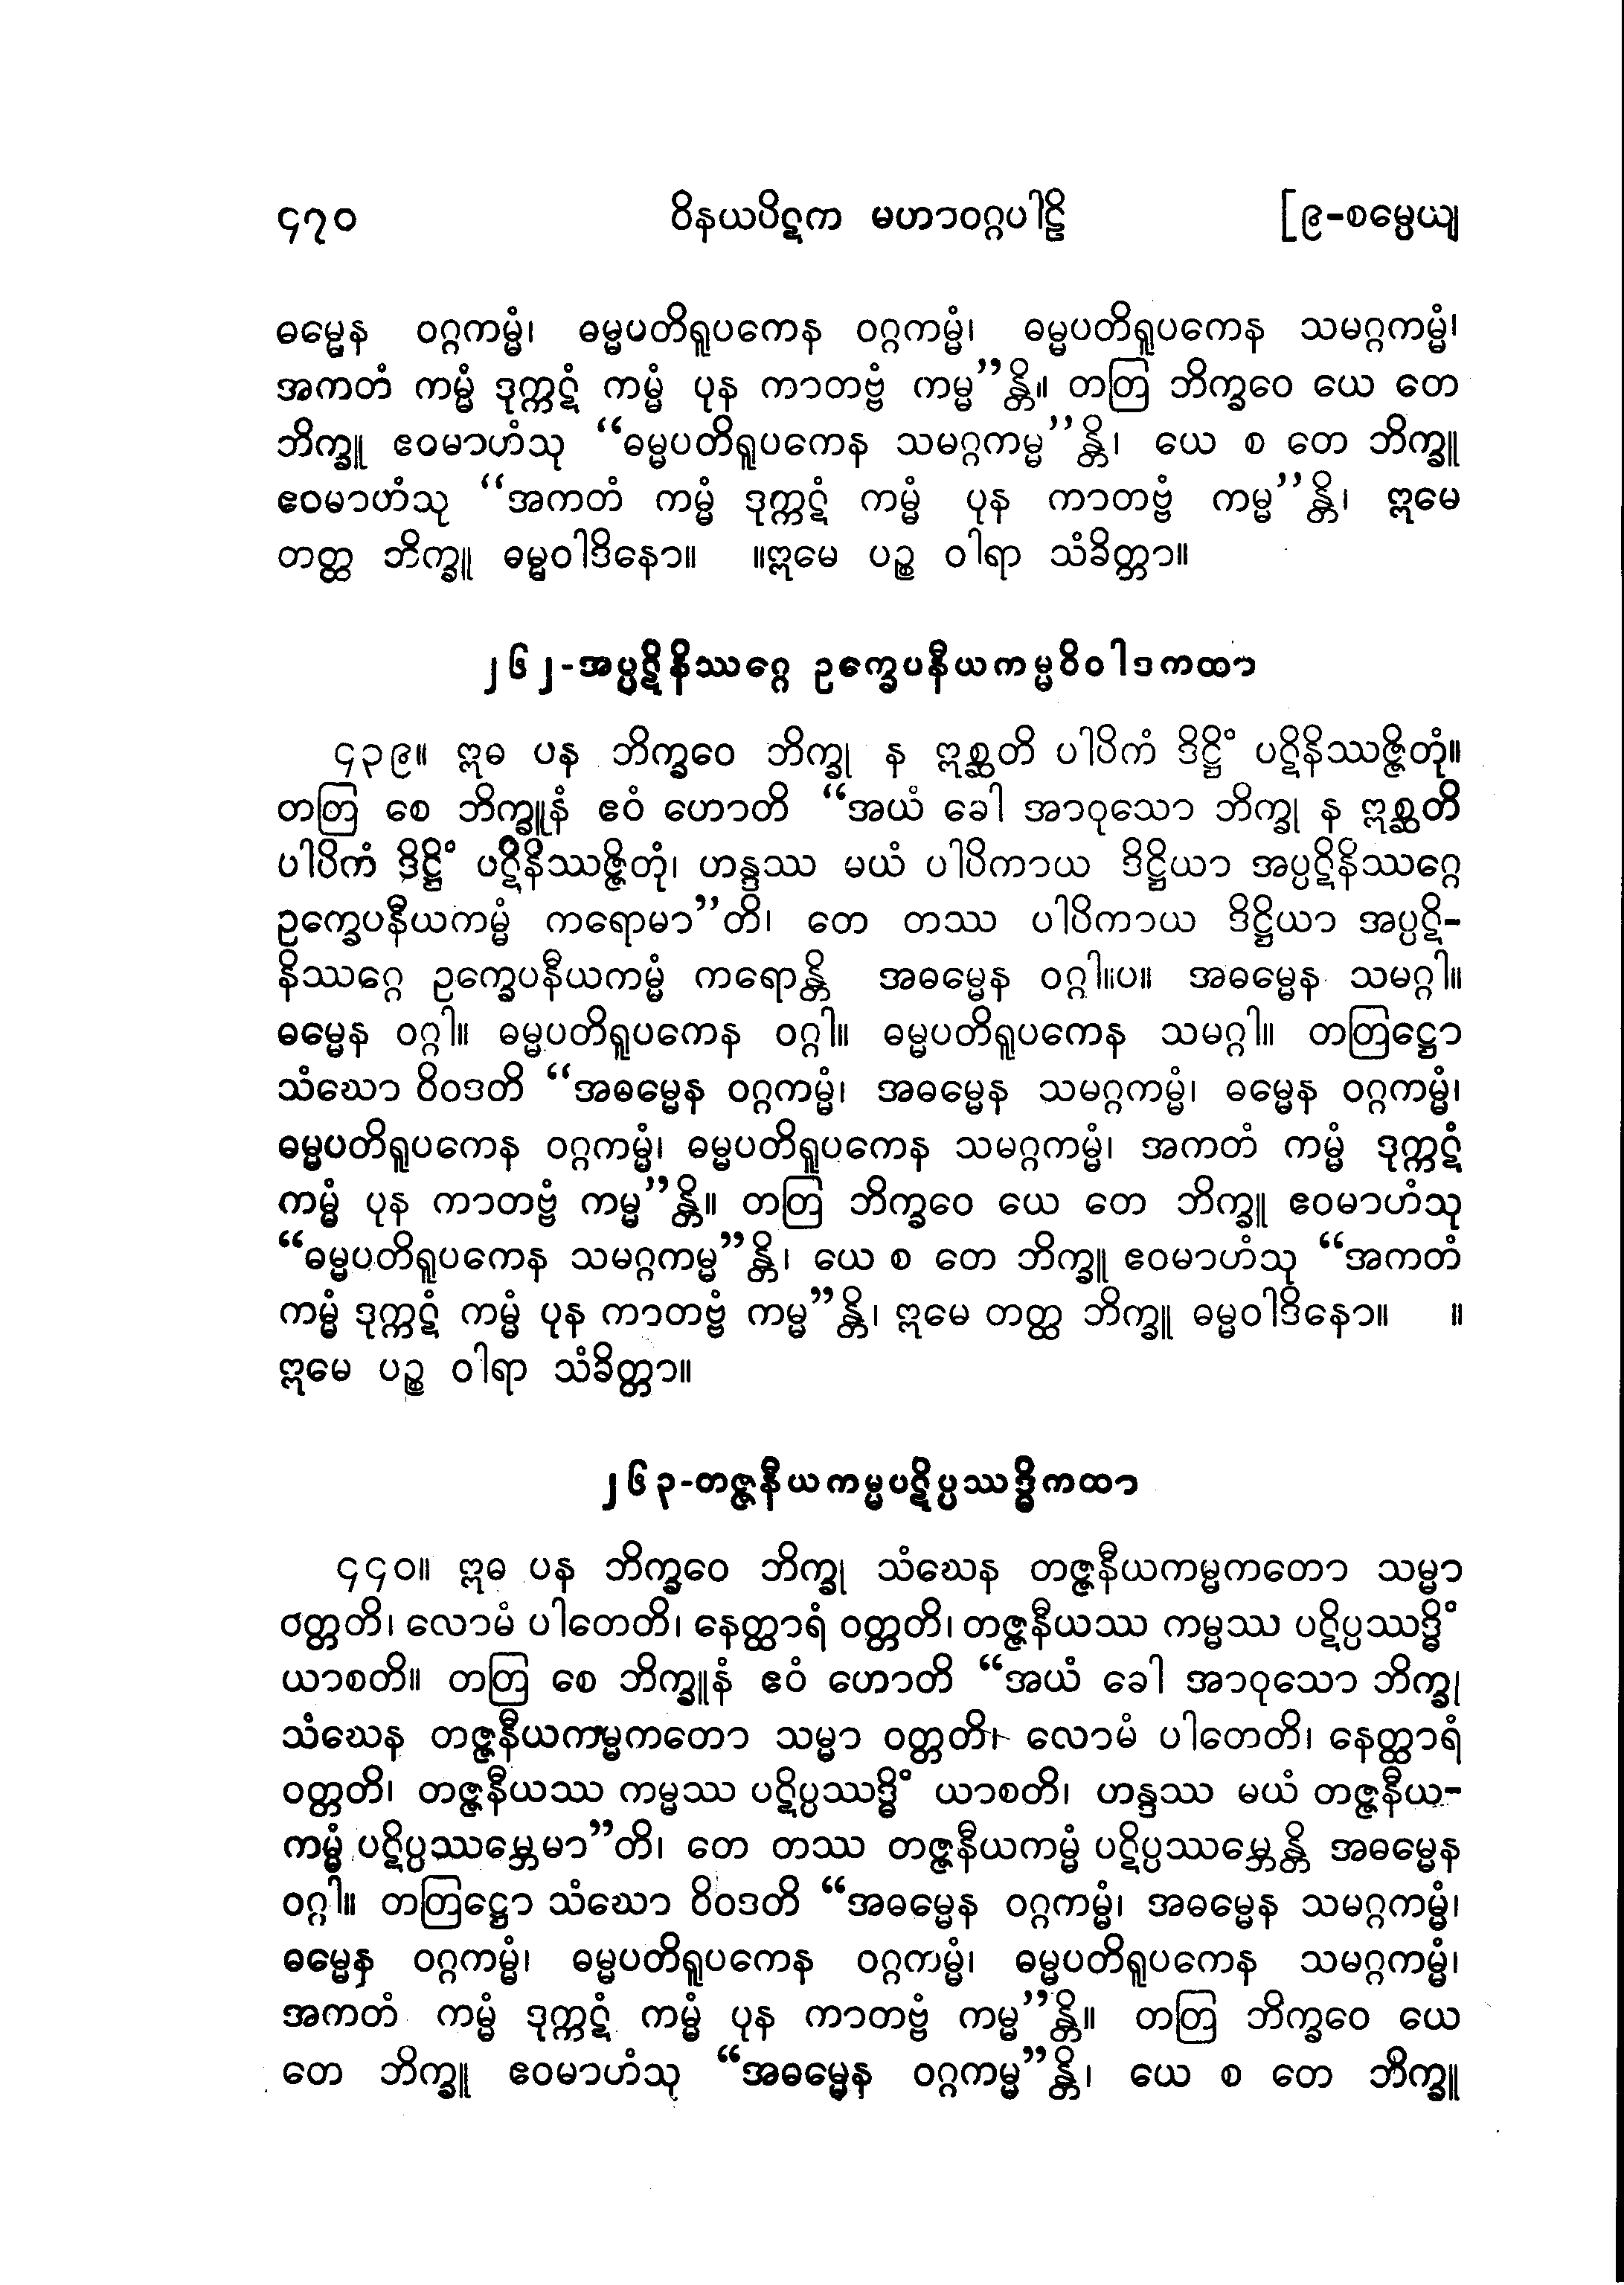 ၄၇၀ ဝိနယပိဋက မဟာဝဂ္ဂပါဠိ [၉-စမ္ပေယျ
ဓမ္မေန ဝဂ္ဂကမ္မံ၊ ဓမ္မပတိရူပကေန ဝဂ္ဂကမ္မံ၊ ဓမ္မပတိရူပကေန သမဂ္ဂကမ္မံ၊
အကတံ ကမ္မံ ဒုက္ကဋံ ကမ္မံ ပုန ကာတဗ္ဗံ ကမ္မ”န္တိ။ တတြ ဘိက္ခဝေ ယေ တေ
ဘိက္ခူ ဧဝမာဟံသု “ဓမ္မပတိရူပကေန သမဂ္ဂကမ္မ”န္တိ၊ ယေ စ တေ ဘိက္ခူ
ဧဝမာဟံသု “အကတံ ကမ္မံ ဒုက္ကဋံ ကမ္မံ ပုန ကာတဗ္ဗံ ကမ္မ”န္တိ၊ ဣမေ
တတ္ထ ဘိက္ခူ ဓမ္မဝါဒိနော။ ။ဣမေ ပဉ္စ ဝါရာ သံခိတ္တာ။
၂၆၂-အပ္ပဋိနိဿဂ္ဂေ ဥက္ခေပနီယကမ္မဝိဝါဒကထာ
၄၃၉။ ဣဓ ပန ဘိက္ခဝေ ဘိက္ခု န ဣစ္ဆတိ ပါပိကံ ဒိဋ္ဌိံ ပဋိနိဿဇ္ဇိတုံ။
တတြ စေ ဘိက္ခူနံ ဧဝံ ဟောတိ “အယံ ခေါ အာဝုသော ဘိက္ခု န ဣစ္ဆတိ
ပါပိကံ ဒိဋ္ဌိံ ပဋိနိဿဇ္ဇိတုံ၊ ဟန္ဒဿ မယံ ပါပိကာယ ဒိဋ္ဌိယာ အပ္ပဋိနိဿဂ္ဂေ
ဥက္ခေပနီယကမ္မံ ကရောမာ”တိ၊ တေ တဿ ပါပိကာယ ဒိဋ္ဌိယာ အပ္ပဋိ-
နိဿဂ္ဂေ ဥက္ခေပနီယကမ္မံ ကရောန္တိ အဓမ္မေန ဝဂ္ဂါ။ပ။ အဓမ္မေန သမဂ္ဂါ။
ဓမ္မေန ဝဂ္ဂါ။ ဓမ္မပတိရူပကေန ဝဂ္ဂါ။ ဓမ္မပတိရူပကေန သမဂ္ဂါ။ တတြဋ္ဌော
သံဃော ဝိဝဒတိ “အဓမ္မေန ဝဂ္ဂကမ္မံ၊ အဓမ္မေန သမဂ္ဂကမ္မံ၊ ဓမ္မေန ဝဂ္ဂကမ္မံ၊
ဓမ္မပတိရူပကေန ဝဂ္ဂကမ္မံ၊ ဓမ္မပတိရူပကေန သမဂ္ဂကမ္မံ၊ အကတံ ကမ္မံ ဒုက္ကဋံ
ကမ္မံ ပုန ကာတဗ္ဗံ ကမ္မ”န္တိ။ တတြ ဘိက္ခဝေ ယေ တေ ဘိက္ခူ ဧဝမာဟံသု
“ဓမ္မပတိရူပကေန သမဂ္ဂကမ္မ”န္တိ၊ ယေ စ တေ ဘိက္ခူ ဧဝမာဟံသု “အကတံ
ကမ္မံ ဒုက္ကဋံ ကမ္မံ ပုန ကာတဗ္ဗံ ကမ္မ”န္တိ၊ ဣမေ တတ္ထ ဘိက္ခူ ဓမ္မဝါဒိနော။ ။
ဣမေ ပဉ္စ ဝါရာ သံခိတ္တာ။
၂၆၃-တဇ္ဇနီယကမ္မပဋိပ္ပဿဒ္ဓိကထာ
၄၄၀။ ဣဓ ပန ဘိက္ခဝေ ဘိက္ခု သံဃေန တဇ္ဇနီယကမ္မကတော သမ္မာ
ဝတ္တတိ၊ လောမံ ပါတေတိ၊ နေတ္ထာရံ ဝတ္တတိ၊ တဇ္ဇနီယဿ ကမ္မဿ ပဋိပ္ပဿဒ္ဓိံ
ယာစတိ။ တတြ စေ ဘိက္ခူနံ ဧဝံ ဟောတိ “အယံ ခေါ အာဝုသော ဘိက္ခု
သံဃေန တဇ္ဇနီယကမ္မကတော သမ္မာ ဝတ္တတိ၊ လောမံ ပါတေတိ၊ နေတ္ထာရံ
ဝတ္တတိ၊ တဇ္ဇနီယဿ ကမ္မဿ ပဋိပ္ပဿဒ္ဓိံ ယာစတိ၊ ဟန္ဒဿ မယံ တဇ္ဇနီယ-
ကမ္မံ ပဋိပ္ပဿမ္ဘေမာ”တိ၊ တေ တဿ တဇ္ဇနီယကမ္မံ ပဋိပ္ပဿမ္ဘေန္တိ အဓမ္မေန
ဝဂ္ဂါ။ တတြဋ္ဌော သံဃော ဝိဝဒတိ “အဓမ္မေန ဝဂ္ဂကမ္မံ၊ အဓမ္မေန သမဂ္ဂကမ္မံ၊
ဓမ္မေန ဝဂ္ဂကမ္မံ၊ ဓမ္မပတိရူပကေန ဝဂ္ဂကမ္မံ၊ ဓမ္မပတိရူပကေန သမဂ္ဂကမ္မံ၊
အကတံ ကမ္မံ ဒုက္ကဋံ ကမ္မံ ပုန ကာတဗ္ဗံ ကမ္မ”န္တိ။ တတြ ဘိက္ခဝေ ယေ
တေ ဘိက္ခူ ဧဝမာဟံသု “အဓမ္မေန ဝဂ္ဂကမ္မ”န္တိ၊ ယေ စ တေ ဘိက္ခူ